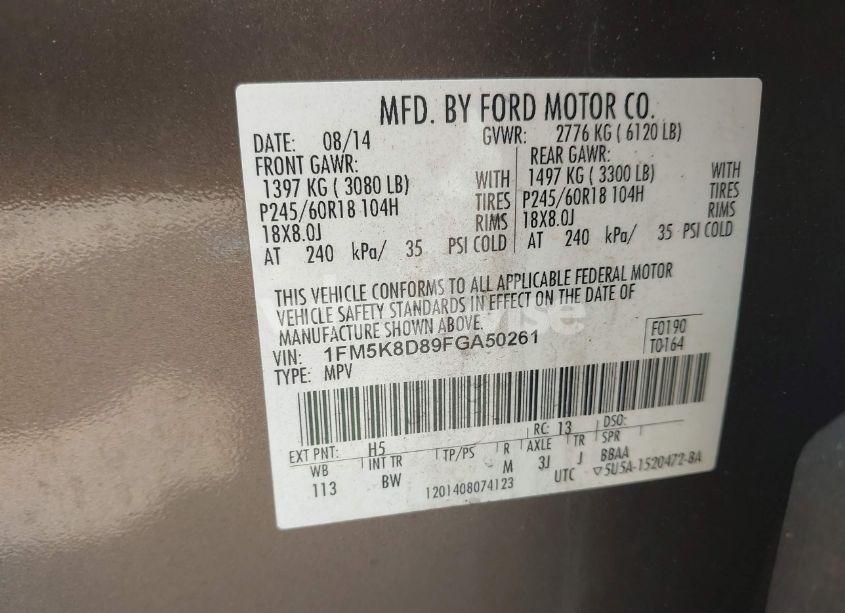 MFD. BY FORD MOTOR CO.
DATE: 08/14 GVWR: 2776 KG ( 6120 LB)
FRONT GAWR: REAR GAWR:
1397 KG ( 3080 LB) WITH 1497 KG ( 3300 LB) WITH
P245/60R18 104H TIRES P245/60R18 104H TIRES
18X8.0J RIMS 18X8.0J RIMS
AT 240 kPa/ 35 PSI COLD AT 240 kPa/ 35 PSI COLD
THIS VEHICLE CONFORMS TO ALL APPLICABLE FEDERAL MOTOR
VEHICLE SAFETY STANDARDS IN EFFECT ON THE DATE OF
MANUFACTURE SHOWN ABOVE.
VIN: 1FM5K8D89FGA50261 F0190
TYPE: MPV T0164
EXT PNT: H5 RC: 13 DSO:
WB INT TR TP/PS R AXLE TR SPR
113 BW M 3J J BBAA
1201408074123 UTC ▽5U5A-1520472-BA